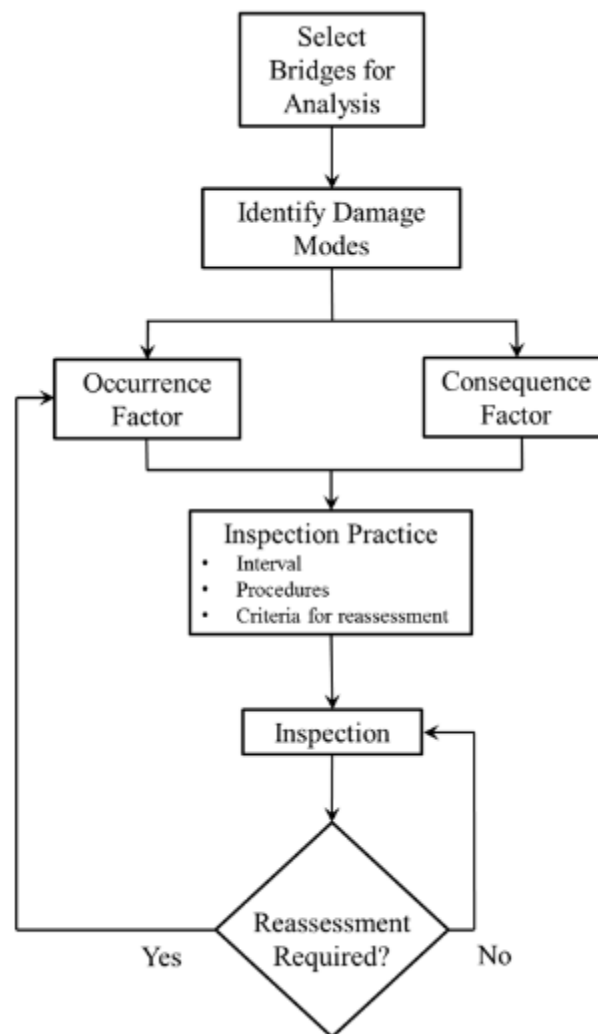 Select
Bridges for
Analysis
Identify Damage
Modes
Occurrence
Factor
Consequence
Factor
Inspection Practice
• Interval
• Procedures
• Criteria for reassessment
Inspection
Reassessment
Required?
Yes
No